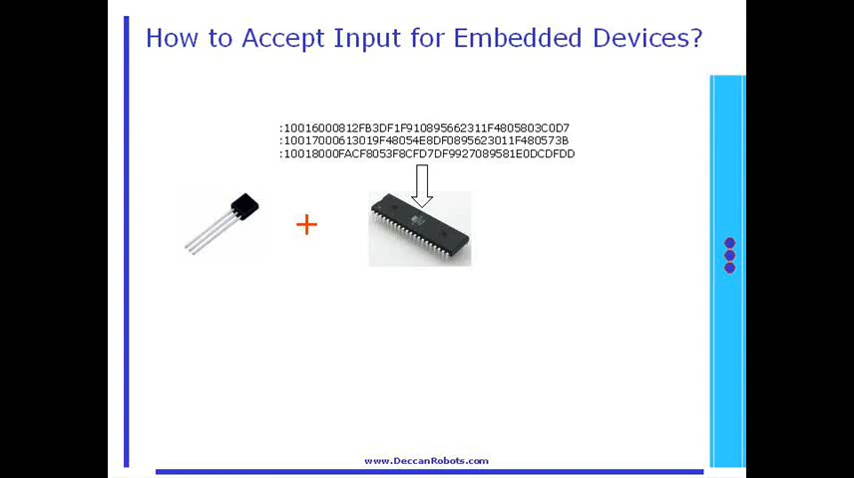 How to Accept Input for Embedded Devices?
:10016000812FB3DF1F910895662311F4805803C0D7
:10017000613019F48054E8DF0895623011F480573B
:10018000FACF8053F8CFD7DF9927089581E0DCDFDD
+
www.DeccanRobots.com